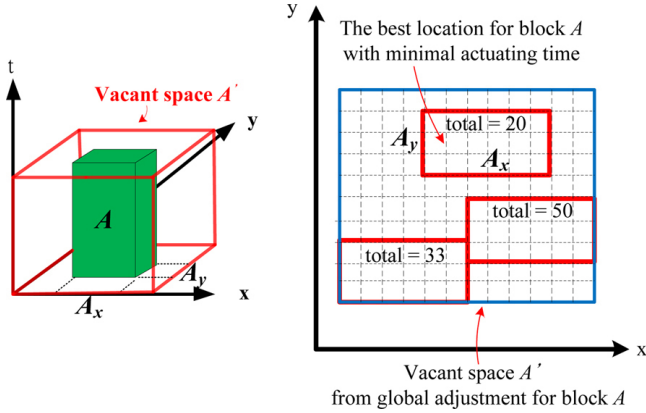 t
Vacant space A'
y
A
A_y
A_x
x
y
The best location for block A
with minimal actuating time
total = 20
A_y
A_x
total = 50
total = 33
x
Vacant space A'
from global adjustment for block A